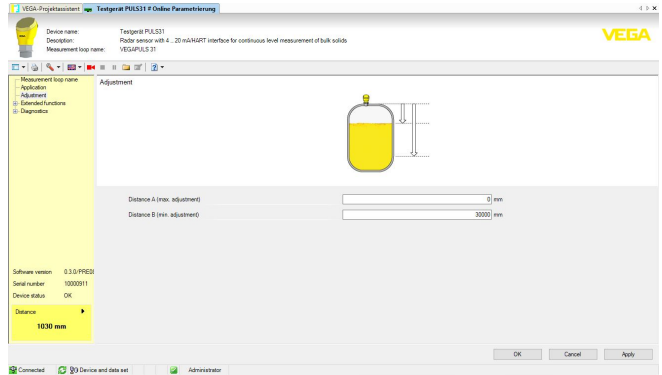 VEGA-Projektassistent
Testgerät PULS31 # Online Parametrierung
Device name: Testgerät PULS31
Description: Radar sensor with 4 .. 20 mA/HART interface for continuous level measurement of bulk solids
Measurement loop name: VEGAPULS 31
VEGA
Measurement loop name
Application
Adjustment
Extended functions
Diagnostics
Adjustment
Distance A (max. adjustment) 0 mm
Distance B (min. adjustment) 30000 mm
Software version 0.3.0/PRE0
Serial number 10000911
Device status OK
Distance
1030 mm
OK Cancel Apply
Connected Device and data set Administrator